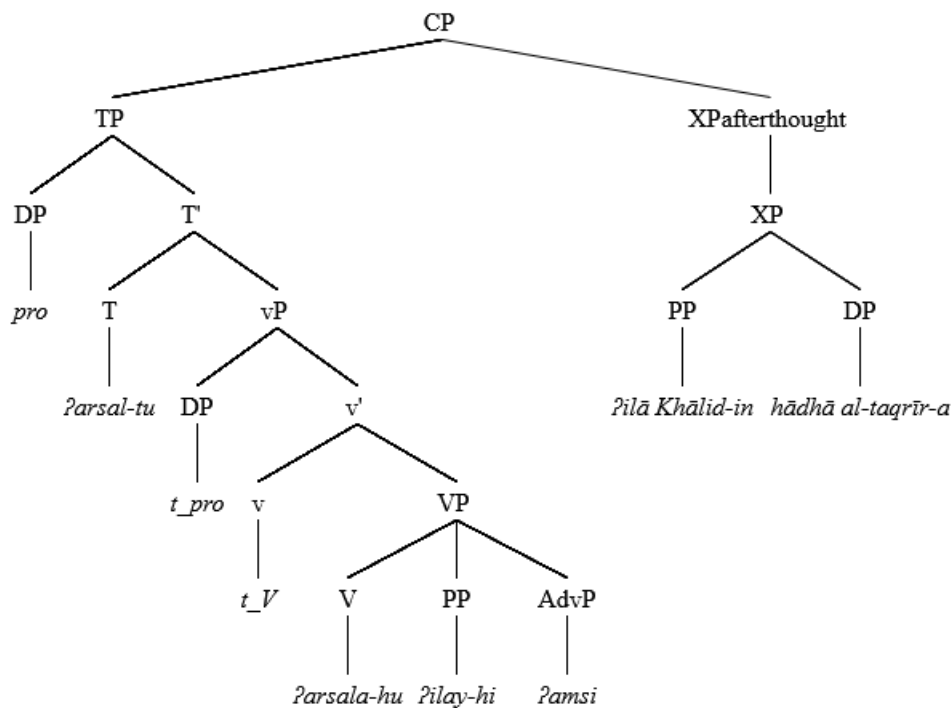 CP
TP XPafterthought
DP T' XP
pro T vP PP DP
ʔarsal-tu DP v' ʔilā Khālid-in hādhā al-taqrīr-a
t_pro v VP
t_V V PP AdvP
ʔarsala-hu ʔilay-hi ʔamsi